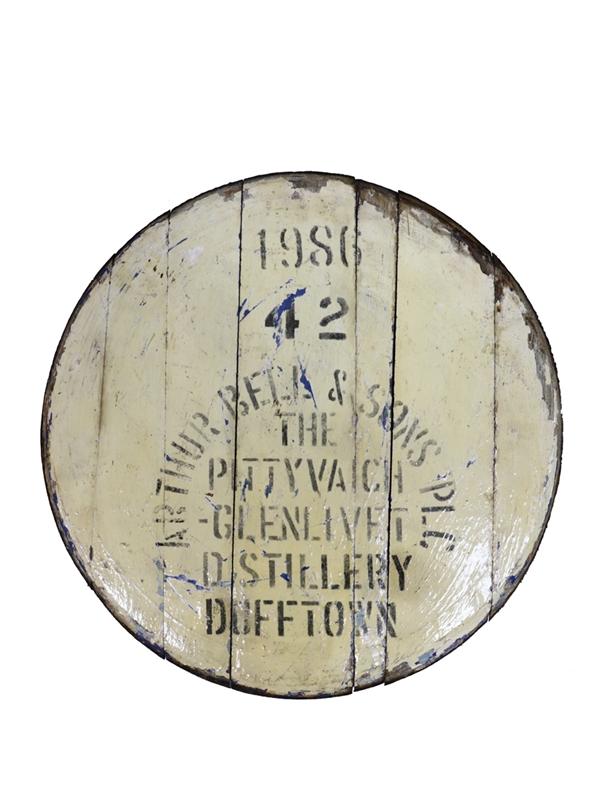 1986
42
ARTHUR BELL & SONS PLC
THE
PITTYVAICH
-GLENLIVET
DISTILLERY
DUFFTOWN